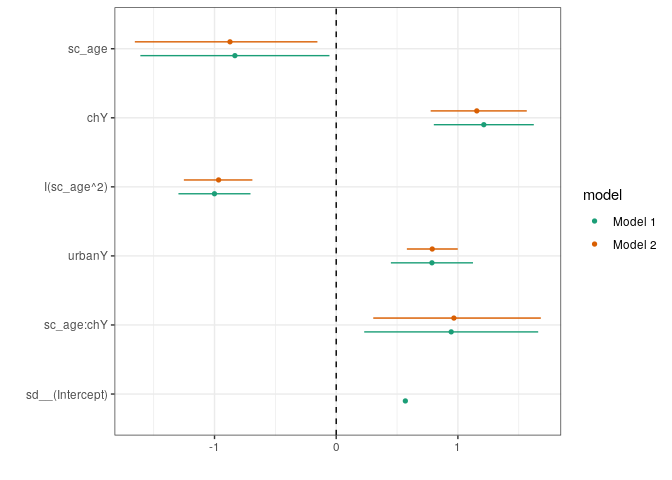 sc_age
chY
I(sc_age^2)
urbanY
sc_age:chY
sd__(Intercept)
-1
0
1
model
Model 1
Model 2